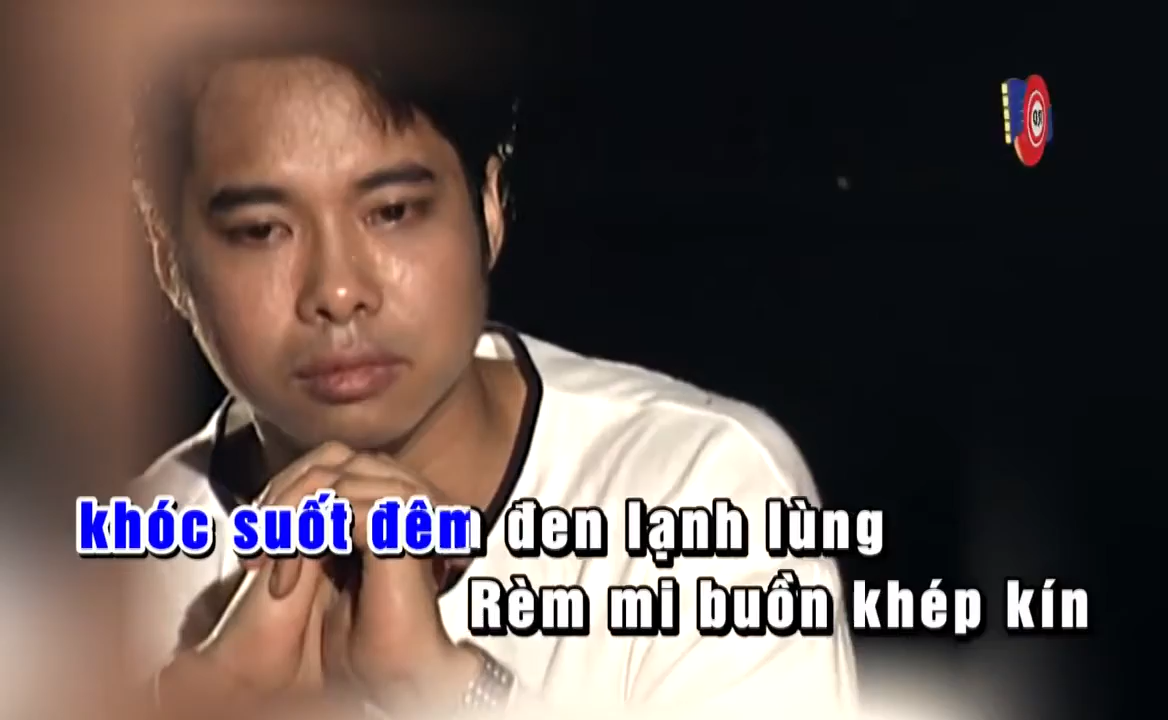 khóc suốt đêm đen lạnh lùng
Rèm mi buồn khép kín